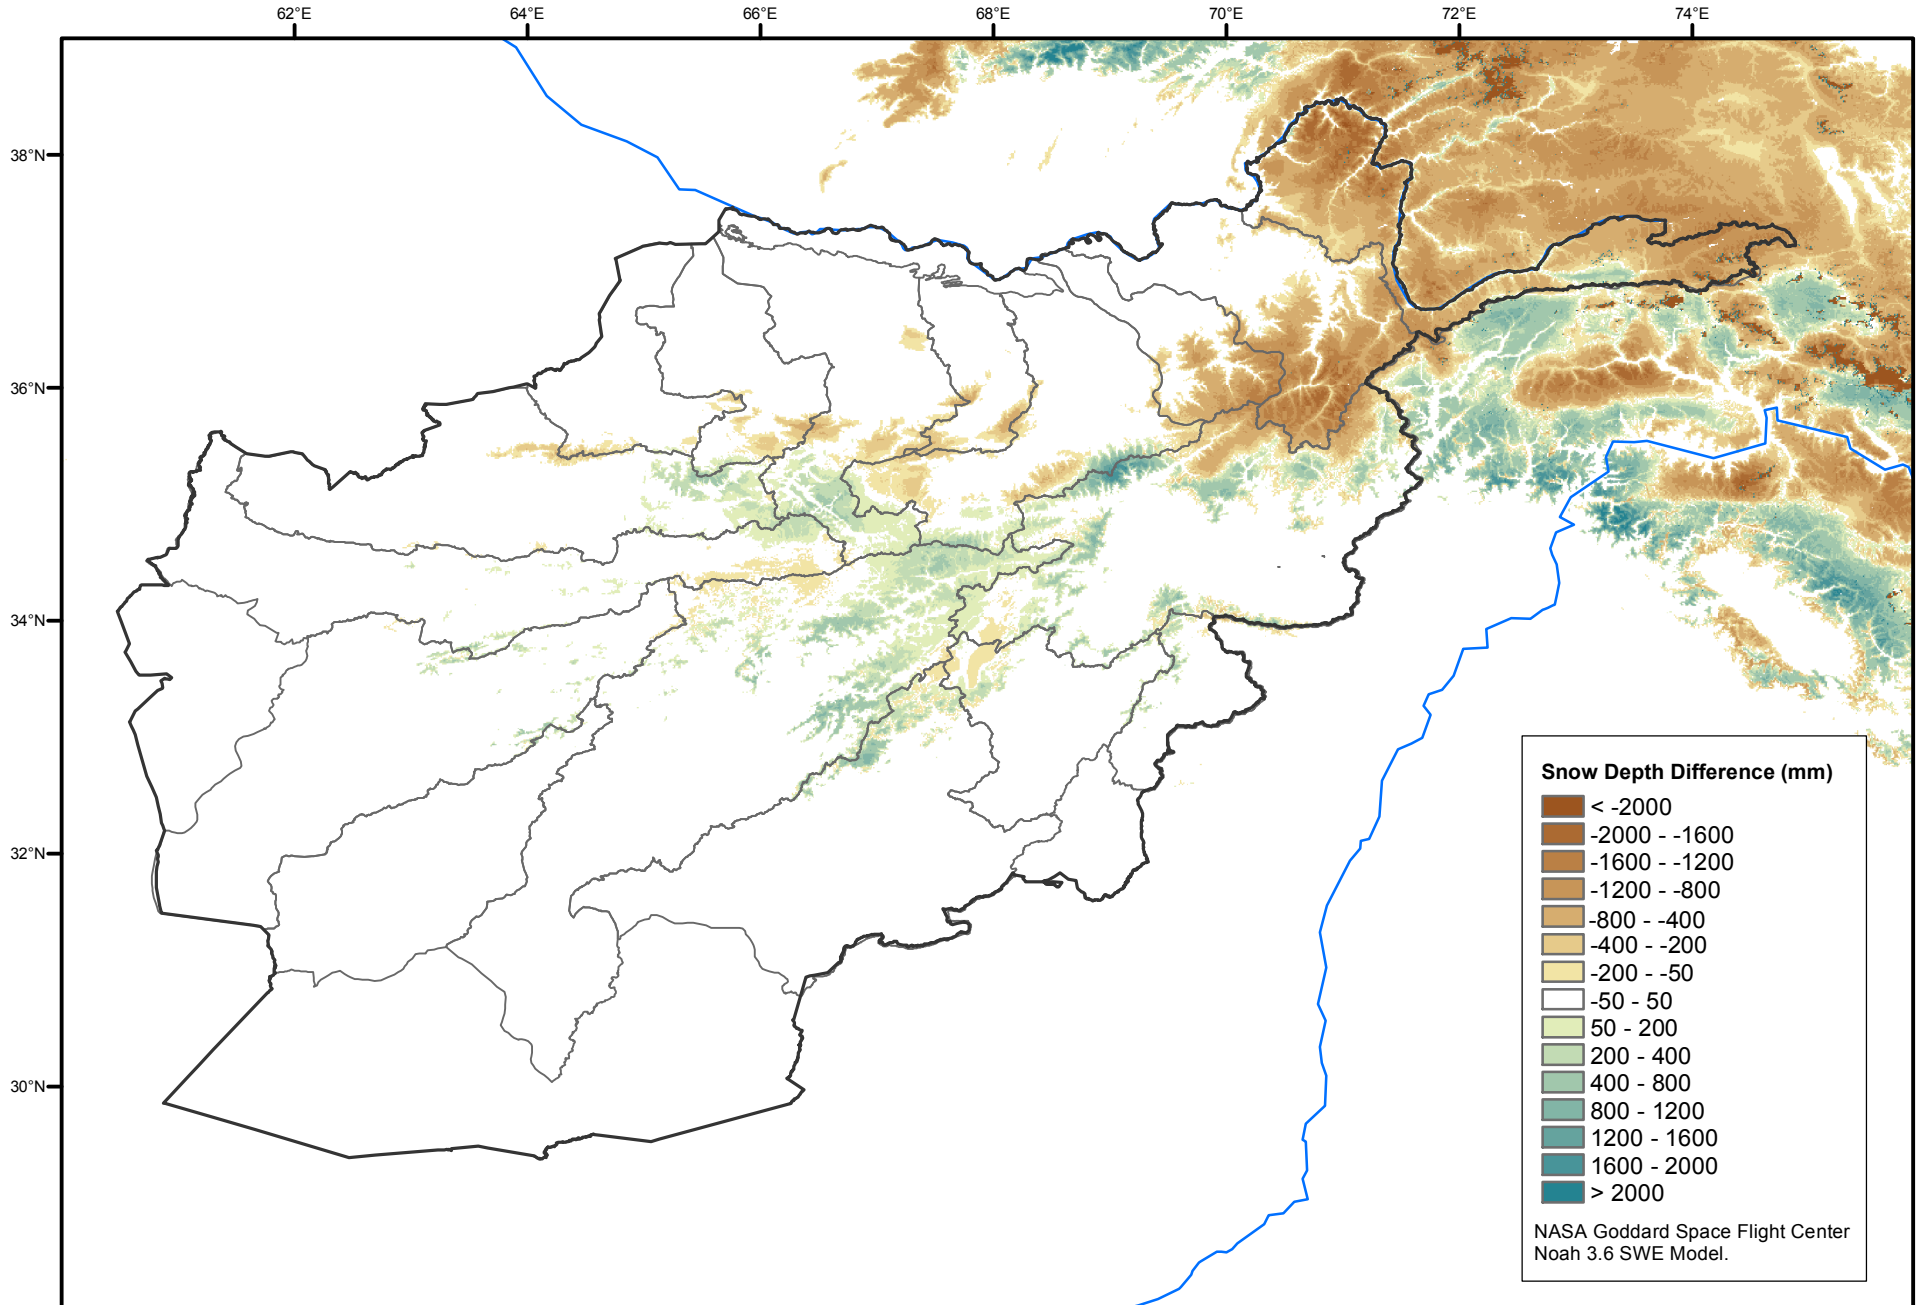 62°E 64°E 66°E 68°E 70°E 72°E 74°E
38°N
36°N
34°N
32°N
30°N
Snow Depth Difference (mm)
< -2000
-2000 - -1600
-1600 - -1200
-1200 - -800
-800 - -400
-400 - -200
-200 - -50
-50 - 50
50 - 200
200 - 400
400 - 800
800 - 1200
1200 - 1600
1600 - 2000
> 2000
NASA Goddard Space Flight Center
Noah 3.6 SWE Model.